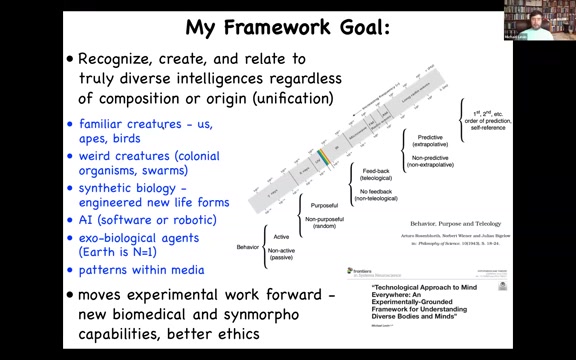 My Framework Goal:
• Recognize, create, and relate to
truly diverse intelligences regardless
of composition or origin (unification)
• familiar creatures - us,
apes, birds
• weird creatures (colonial
organisms, swarms)
• synthetic biology -
engineered new life forms
• AI (software or robotic)
• exo-biological agents
(Earth is N=1)
• patterns within media
• moves experimental work forward -
new biomedical and synmorpho
capabilities, better ethics
1st, 2nd, etc.
order of prediction,
self-reference
Predictive
(extrapolative)
Non-predictive
(non-extrapolative)
Feed-back
(teleological)
No feedback
(non-teleological)
Purposeful
Non-purposeful
(random)
Active
Behavior
Non-active
(passive)
Behavior, Purpose and Teleology
Arturo Rosenblueth, Norbert Wiener and Julian Bigelow
in: Philosophy of Science, 10(1943), S. 18-24.
frontiers
in Systems Neuroscience
"Technological Approach to Mind
Everywhere: An
Experimentally-Grounded
Framework for Understanding
Diverse Bodies and Minds"
Michael Levin